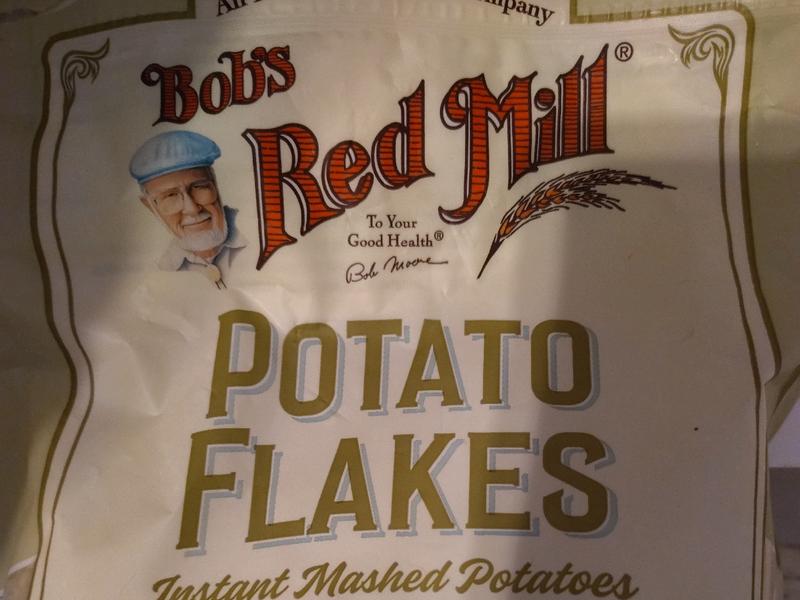 Bob's
Red Mill®
To Your
Good Health®
Bob Moore
POTATO
FLAKES
Instant Mashed Potatoes